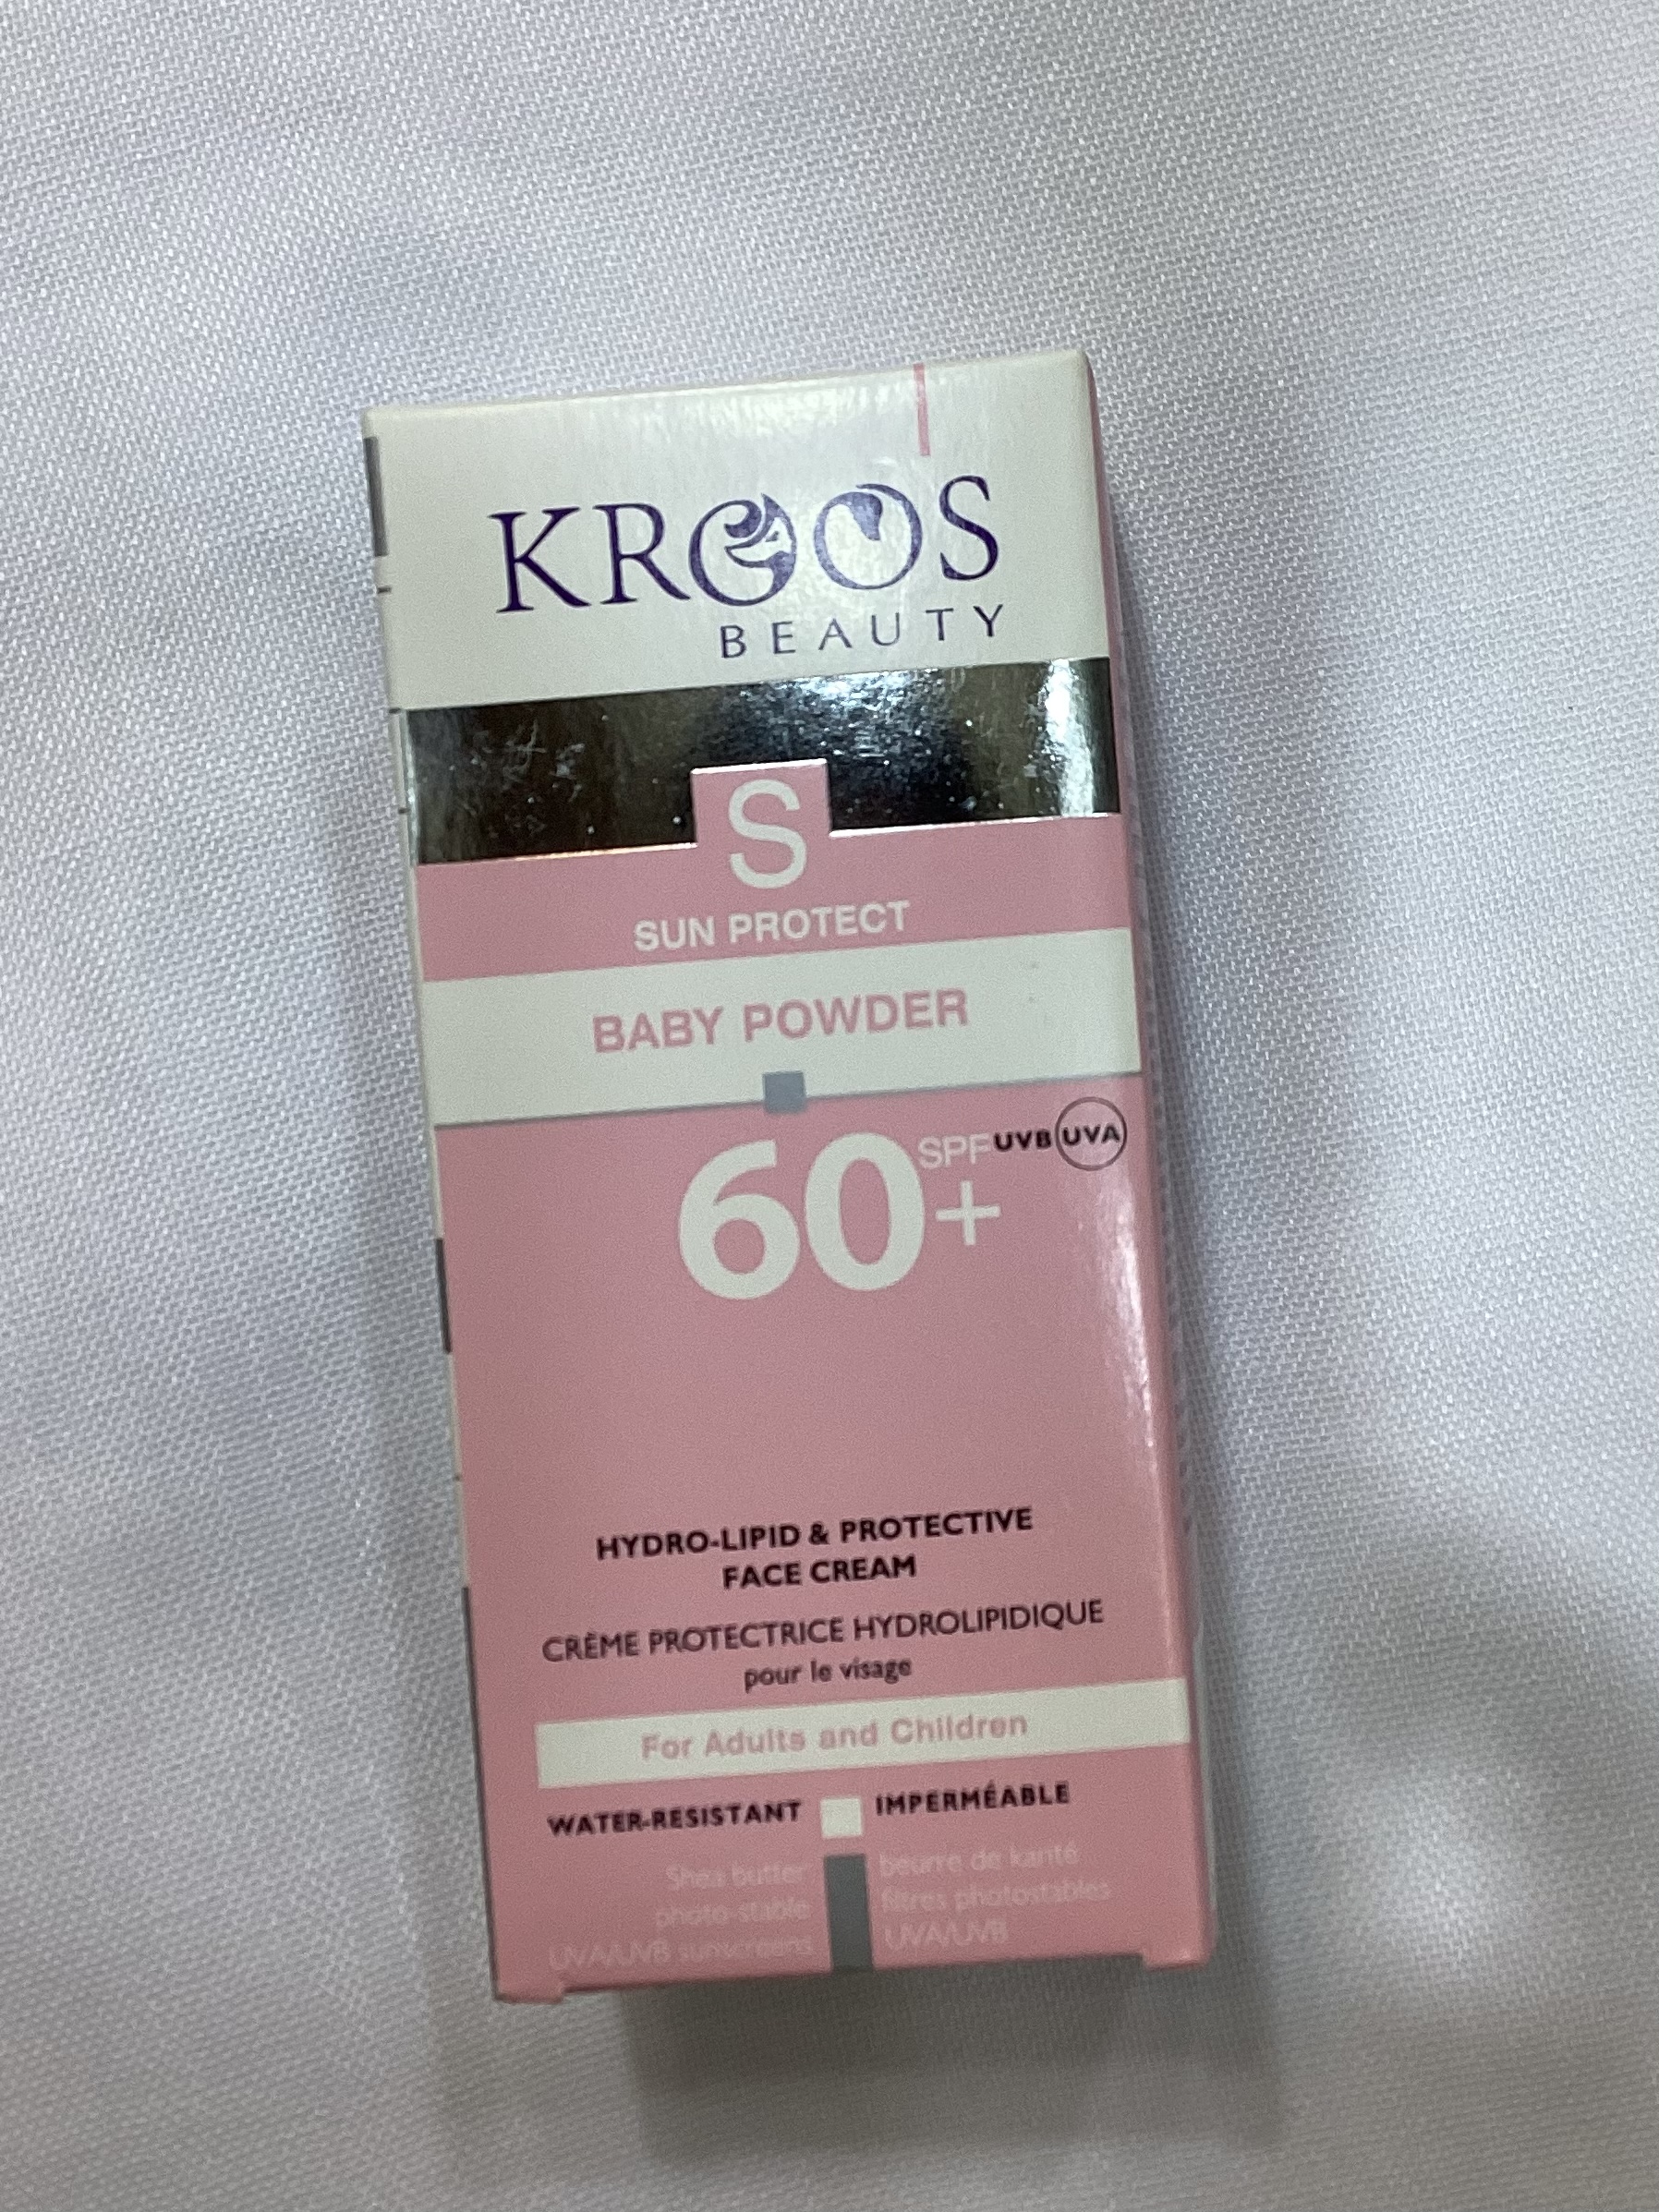 KROOS
BEAUTY
S
SUN PROTECT
BABY POWDER
60+ SPF UVB UVA
HYDRO-LIPID & PROTECTIVE
FACE CREAM
CRÈME PROTECTRICE HYDROLIPIDIQUE
pour le visage
For Adults and Children
WATER-RESISTANT IMPERMÉABLE
Shea butter beurre de karité
photo-stable filtres photostables
UVA/UVB sunscreens UVA/UVB